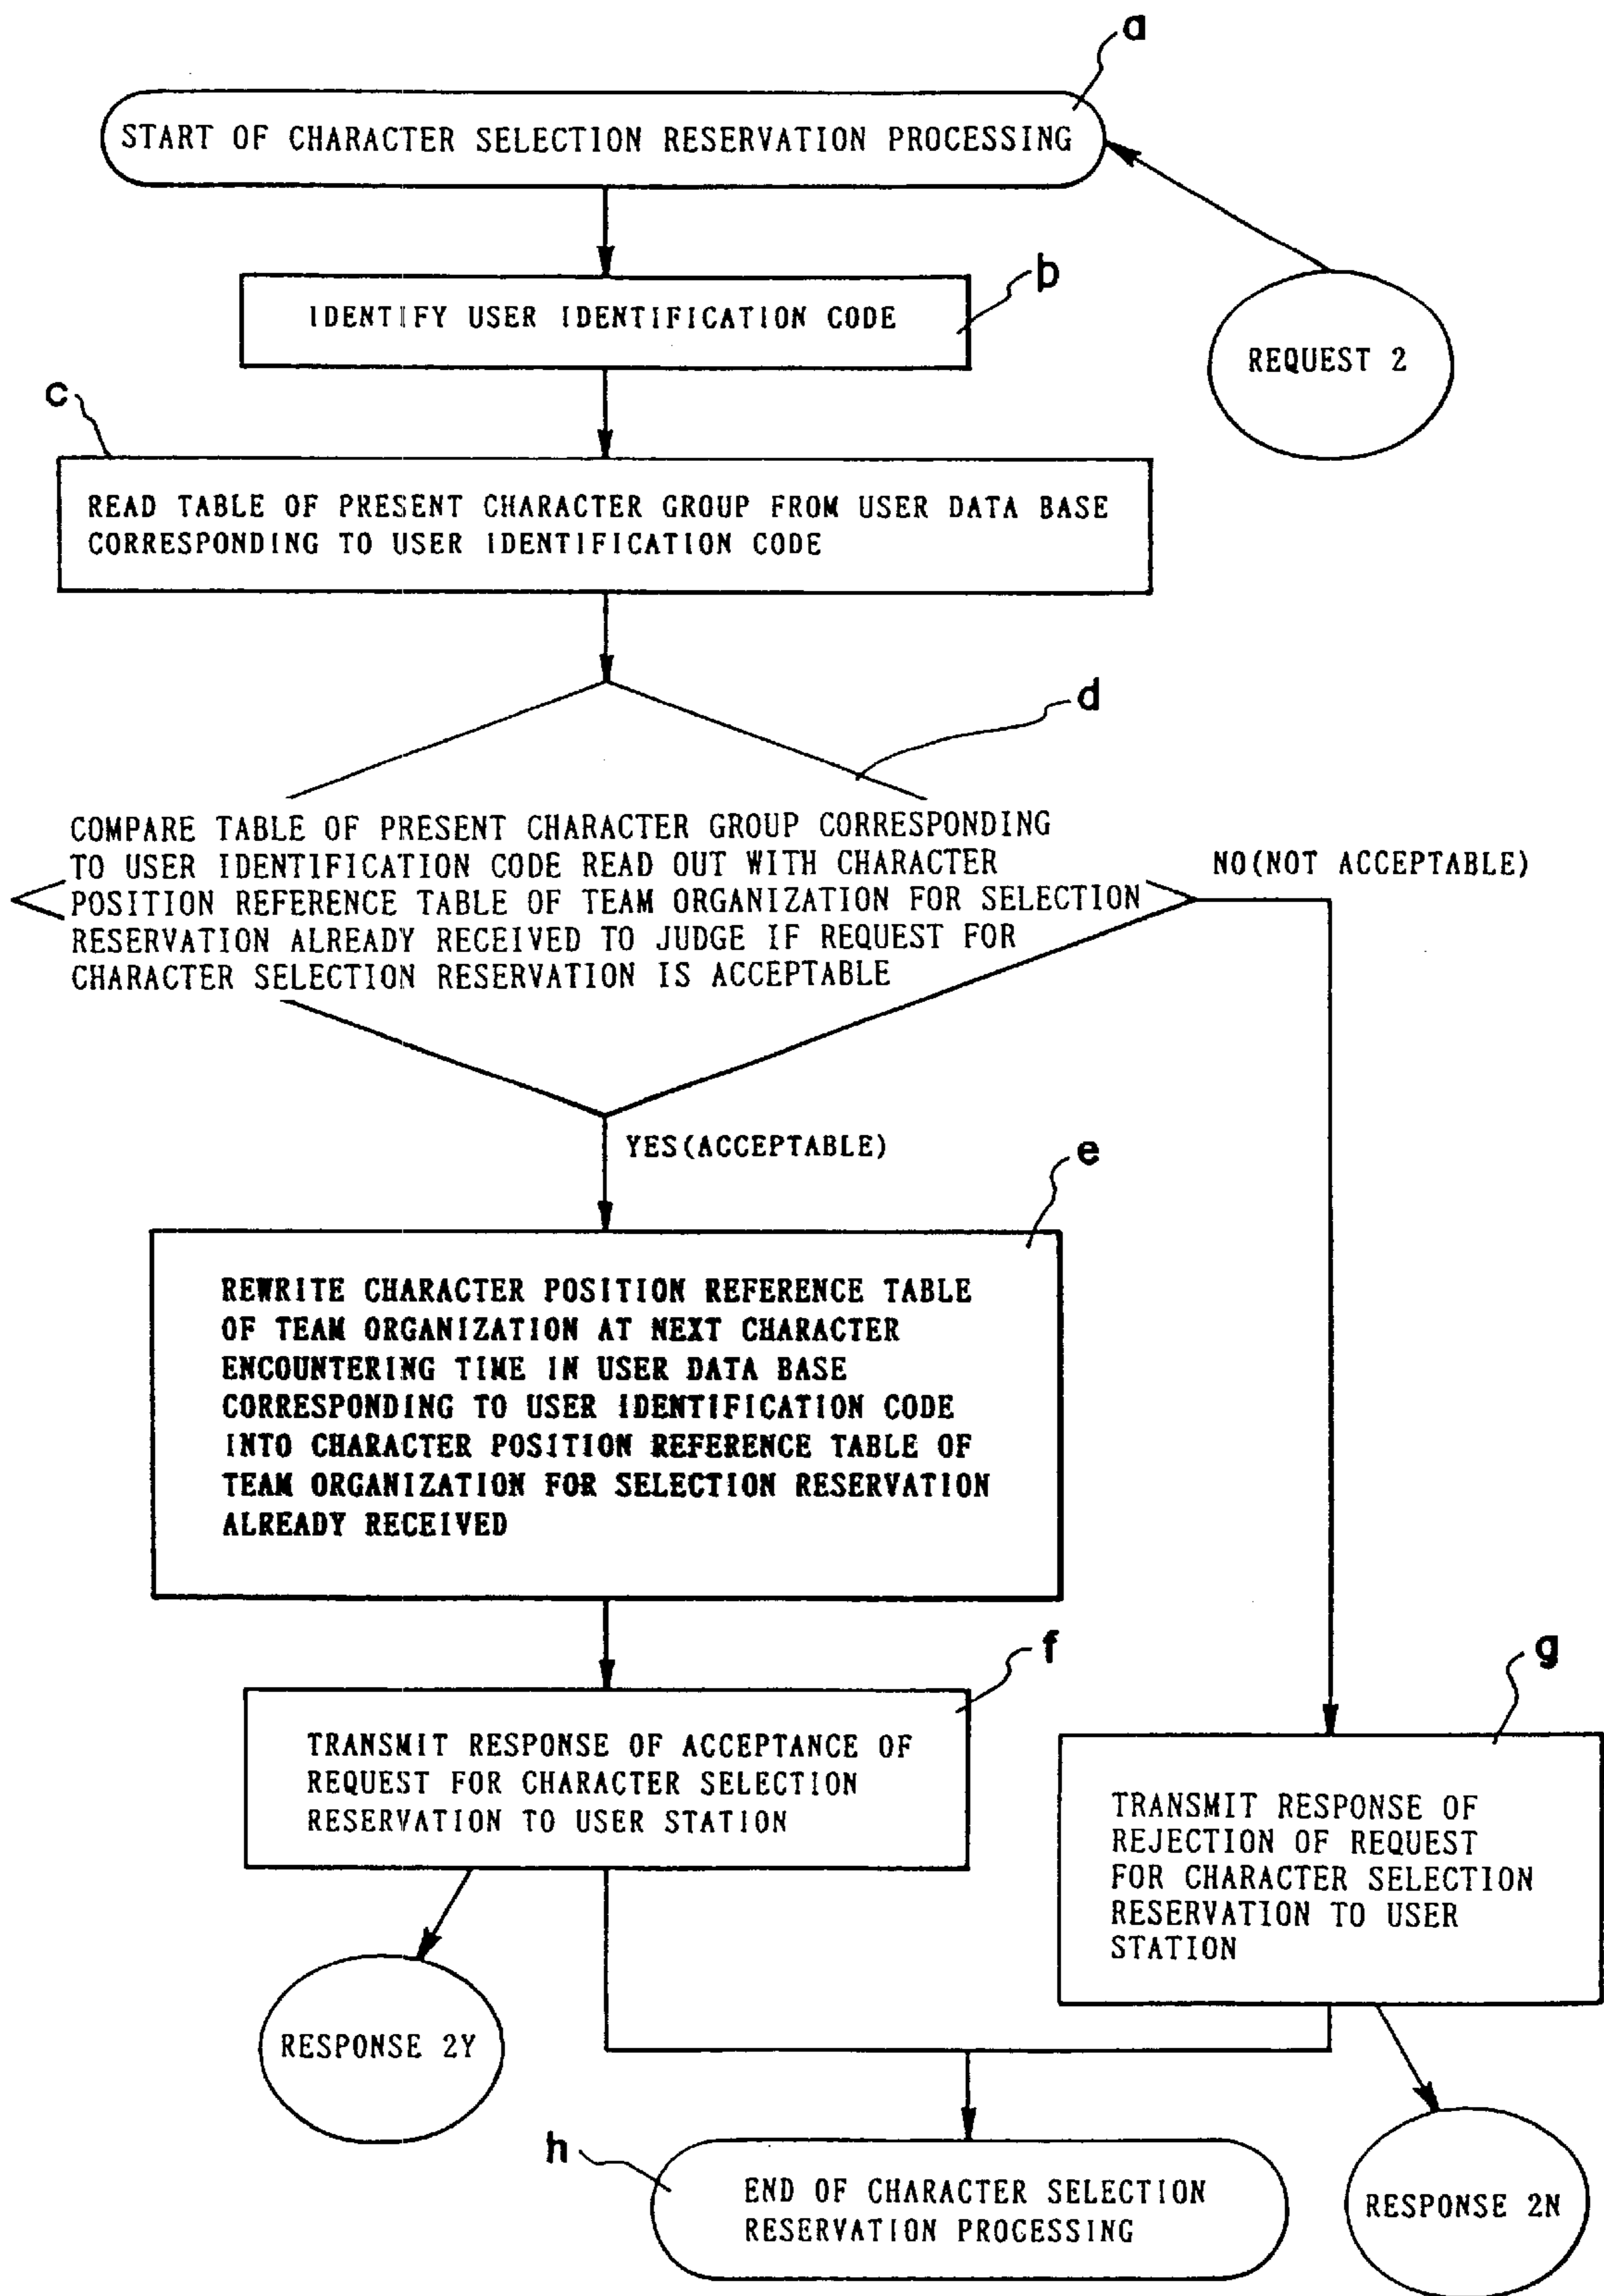 a
START OF CHARACTER SELECTION RESERVATION PROCESSING
b
IDENTIFY USER IDENTIFICATION CODE
REQUEST 2
c
READ TABLE OF PRESENT CHARACTER GROUP FROM USER DATA BASE
CORRESPONDING TO USER IDENTIFICATION CODE
d
COMPARE TABLE OF PRESENT CHARACTER GROUP CORRESPONDING
TO USER IDENTIFICATION CODE READ OUT WITH CHARACTER
POSITION REFERENCE TABLE OF TEAM ORGANIZATION FOR SELECTION
RESERVATION ALREADY RECEIVED TO JUDGE IF REQUEST FOR
CHARACTER SELECTION RESERVATION IS ACCEPTABLE
NO(NOT ACCEPTABLE)
YES(ACCEPTABLE)
e
REWRITE CHARACTER POSITION REFERENCE TABLE
OF TEAM ORGANIZATION AT NEXT CHARACTER
ENCOUNTERING TIME IN USER DATA BASE
CORRESPONDING TO USER IDENTIFICATION CODE
INTO CHARACTER POSITION REFERENCE TABLE OF
TEAM ORGANIZATION FOR SELECTION RESERVATION
ALREADY RECEIVED
f
TRANSMIT RESPONSE OF ACCEPTANCE OF
REQUEST FOR CHARACTER SELECTION
RESERVATION TO USER STATION
g
TRANSMIT RESPONSE OF
REJECTION OF REQUEST
FOR CHARACTER SELECTION
RESERVATION TO USER
STATION
RESPONSE 2Y
h
END OF CHARACTER SELECTION
RESERVATION PROCESSING
RESPONSE 2N